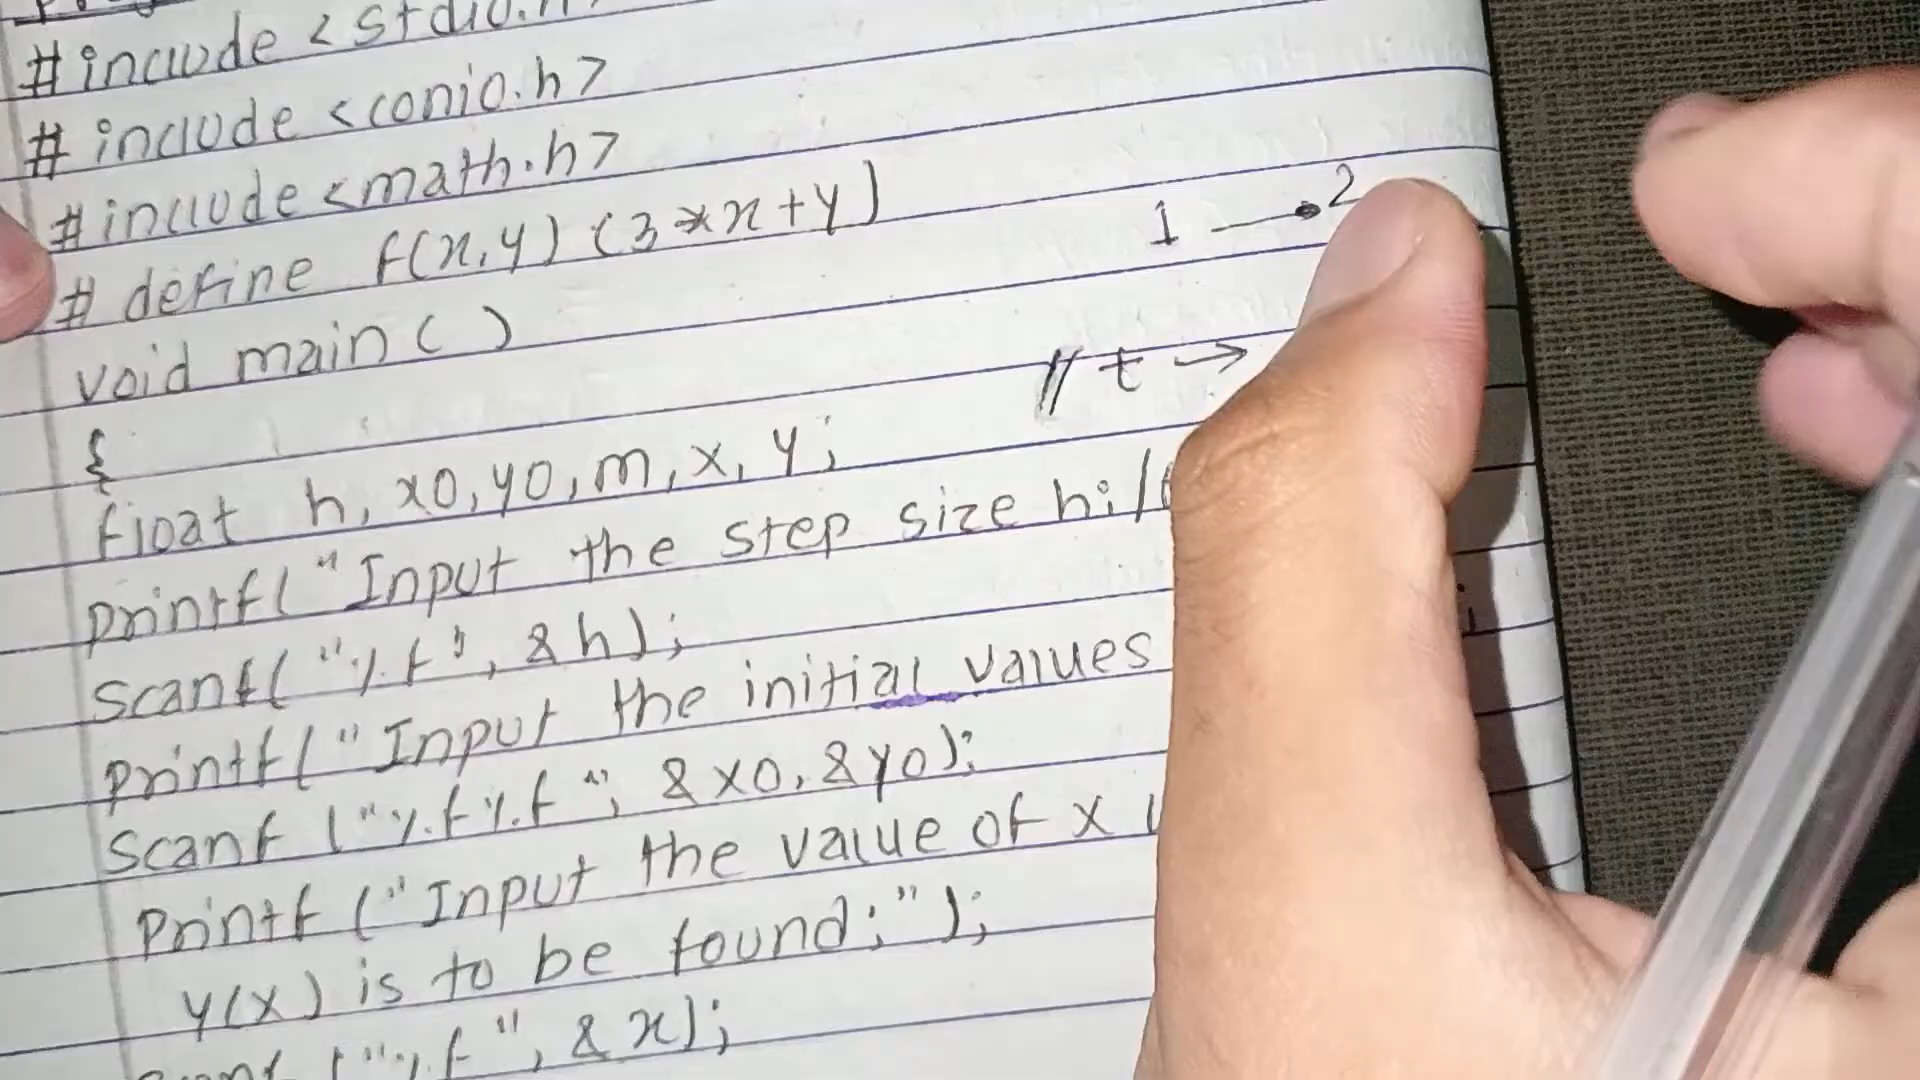 #include <stdio.h>
# include <conio.h>
#include <math.h>
# define f(x,y) (3*x+y)
1 → 2
void main ( )
// t →
{
float h, x0, y0, m, x, y;
printf( "Input the step size h:
scanf( "%f", &h);
;
printf( "Input the initial values
scanf ( "%f%f", &x0, &y0);
printf ( "Input the value of x
y(x) is to be found:" );
scanf ( "%f", &x);